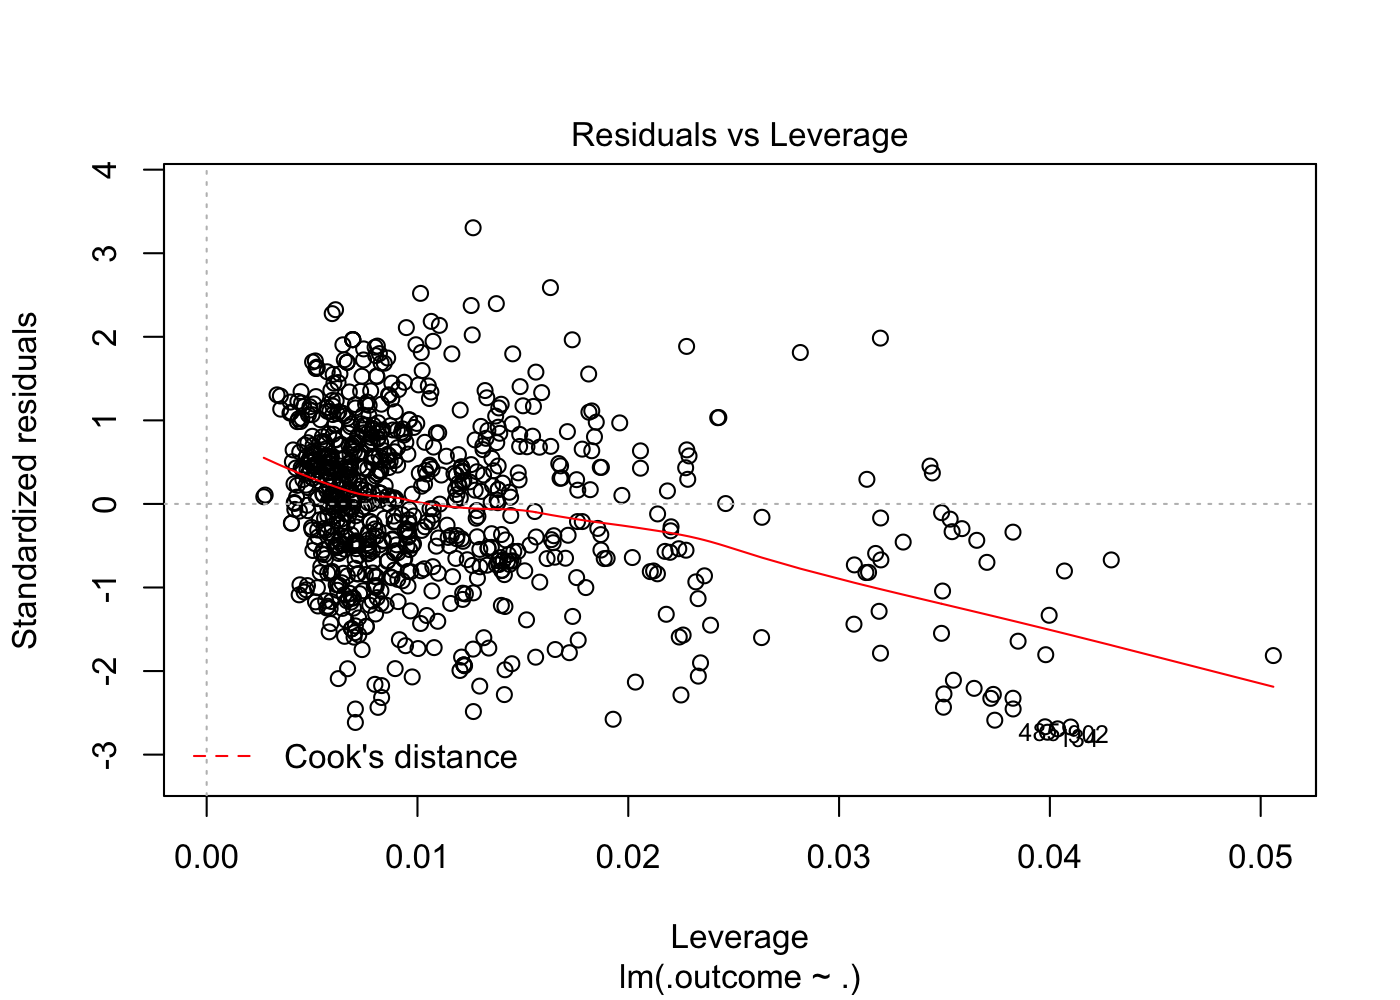 Residuals vs Leverage
4
3
2
1
0
-1
-2
-3
Standardized residuals
Cook's distance
0.00
0.01
0.02
0.03
0.04
0.05
Leverage
lm(.outcome ~ .)